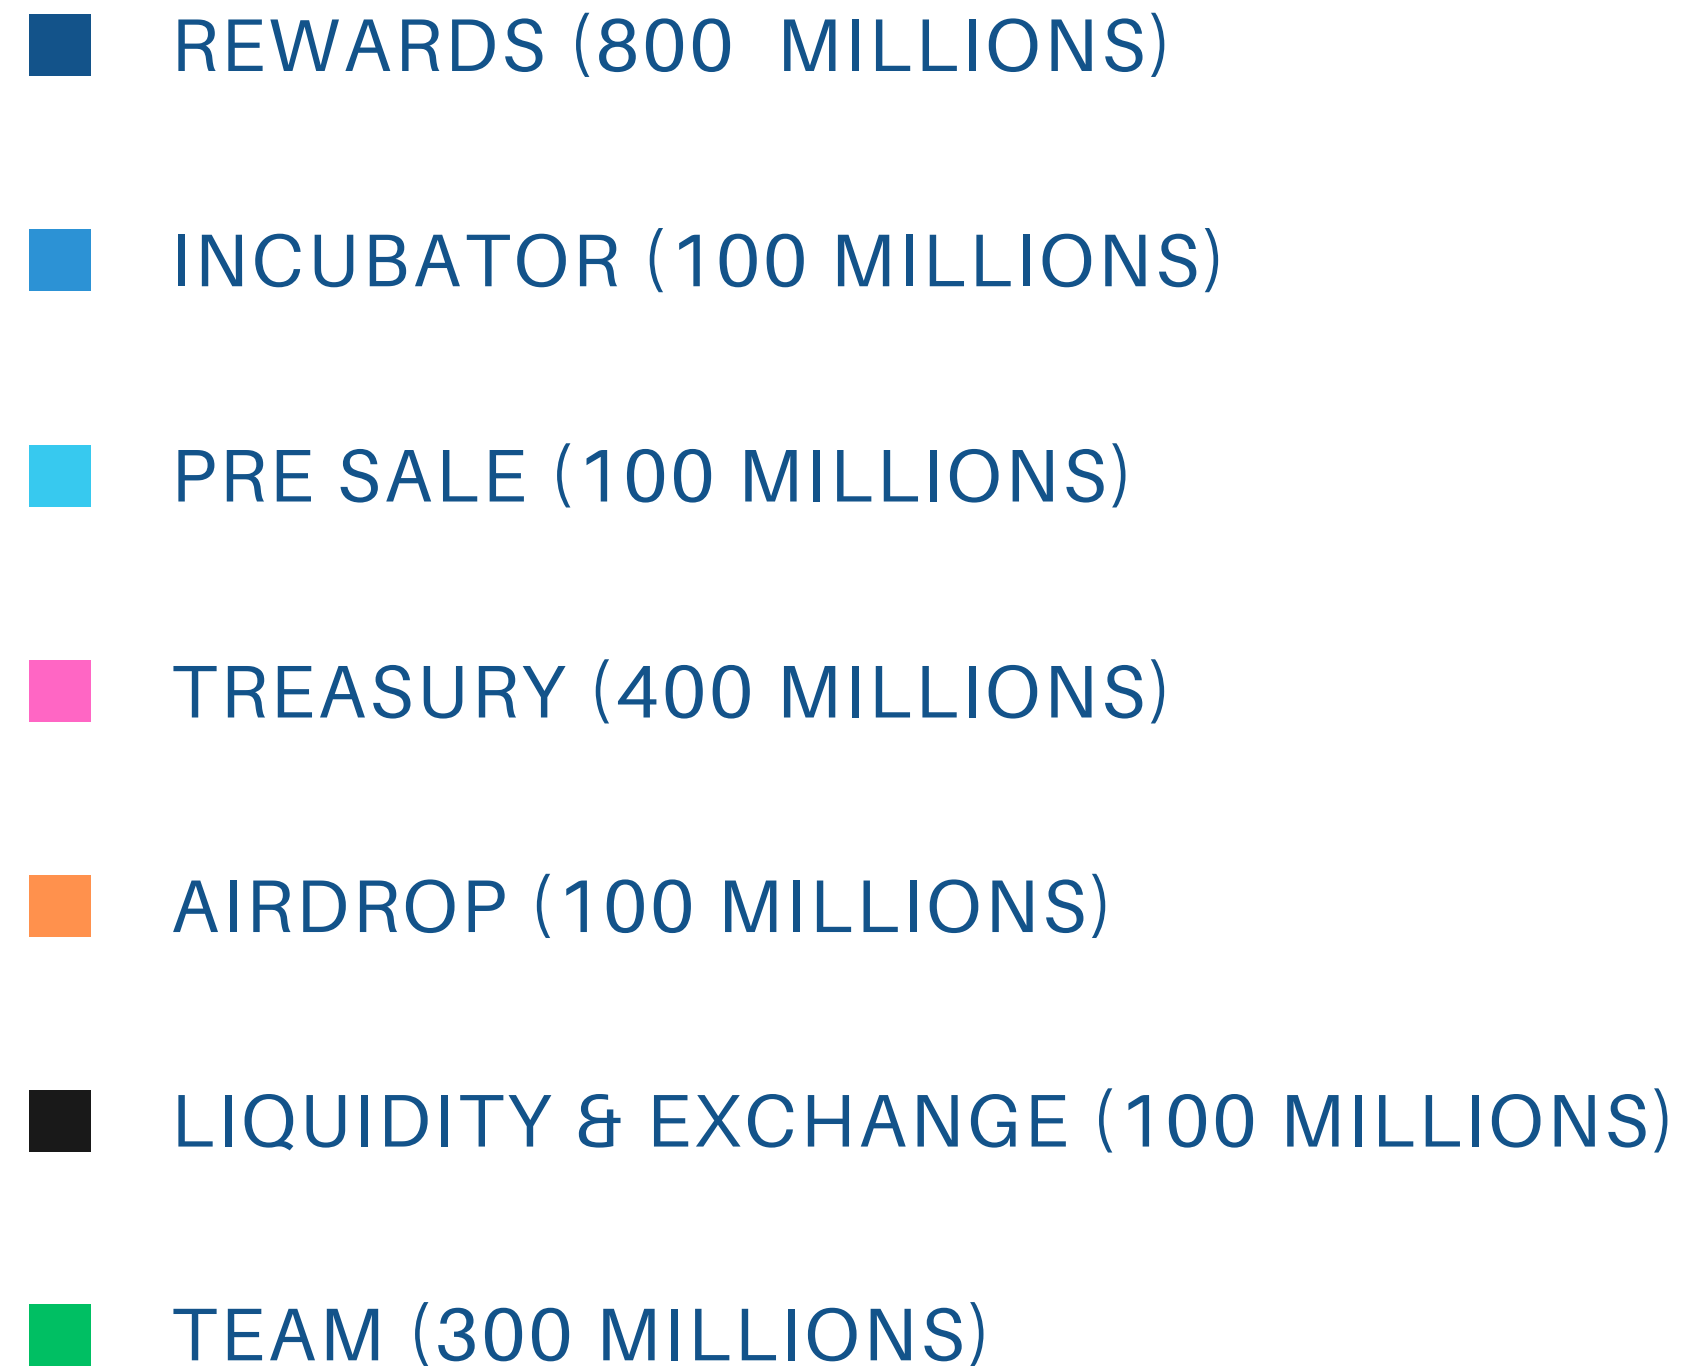 REWARDS (800 MILLIONS)
INCUBATOR (100 MILLIONS)
PRE SALE (100 MILLIONS)
TREASURY (400 MILLIONS)
AIRDROP (100 MILLIONS)
LIQUIDITY & EXCHANGE (100 MILLIONS)
TEAM (300 MILLIONS)